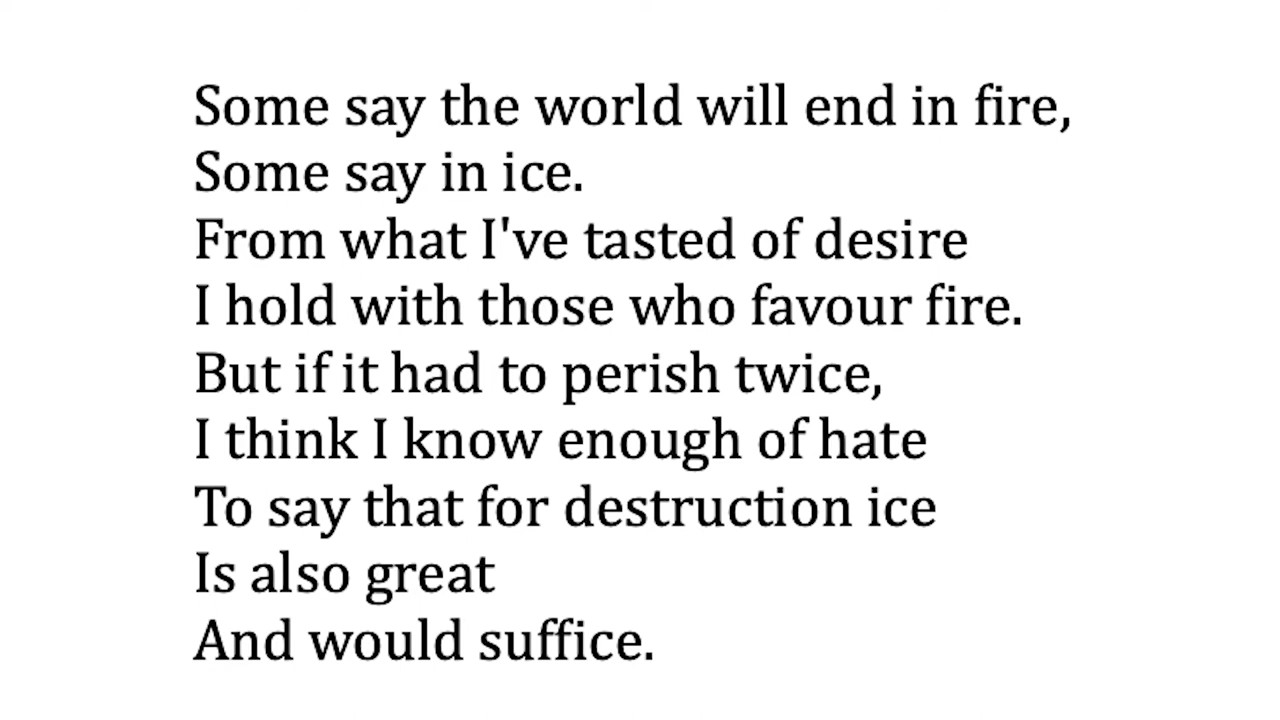 Some say the world will end in fire,
Some say in ice.
From what I've tasted of desire
I hold with those who favour fire.
But if it had to perish twice,
I think I know enough of hate
To say that for destruction ice
Is also great
And would suffice.